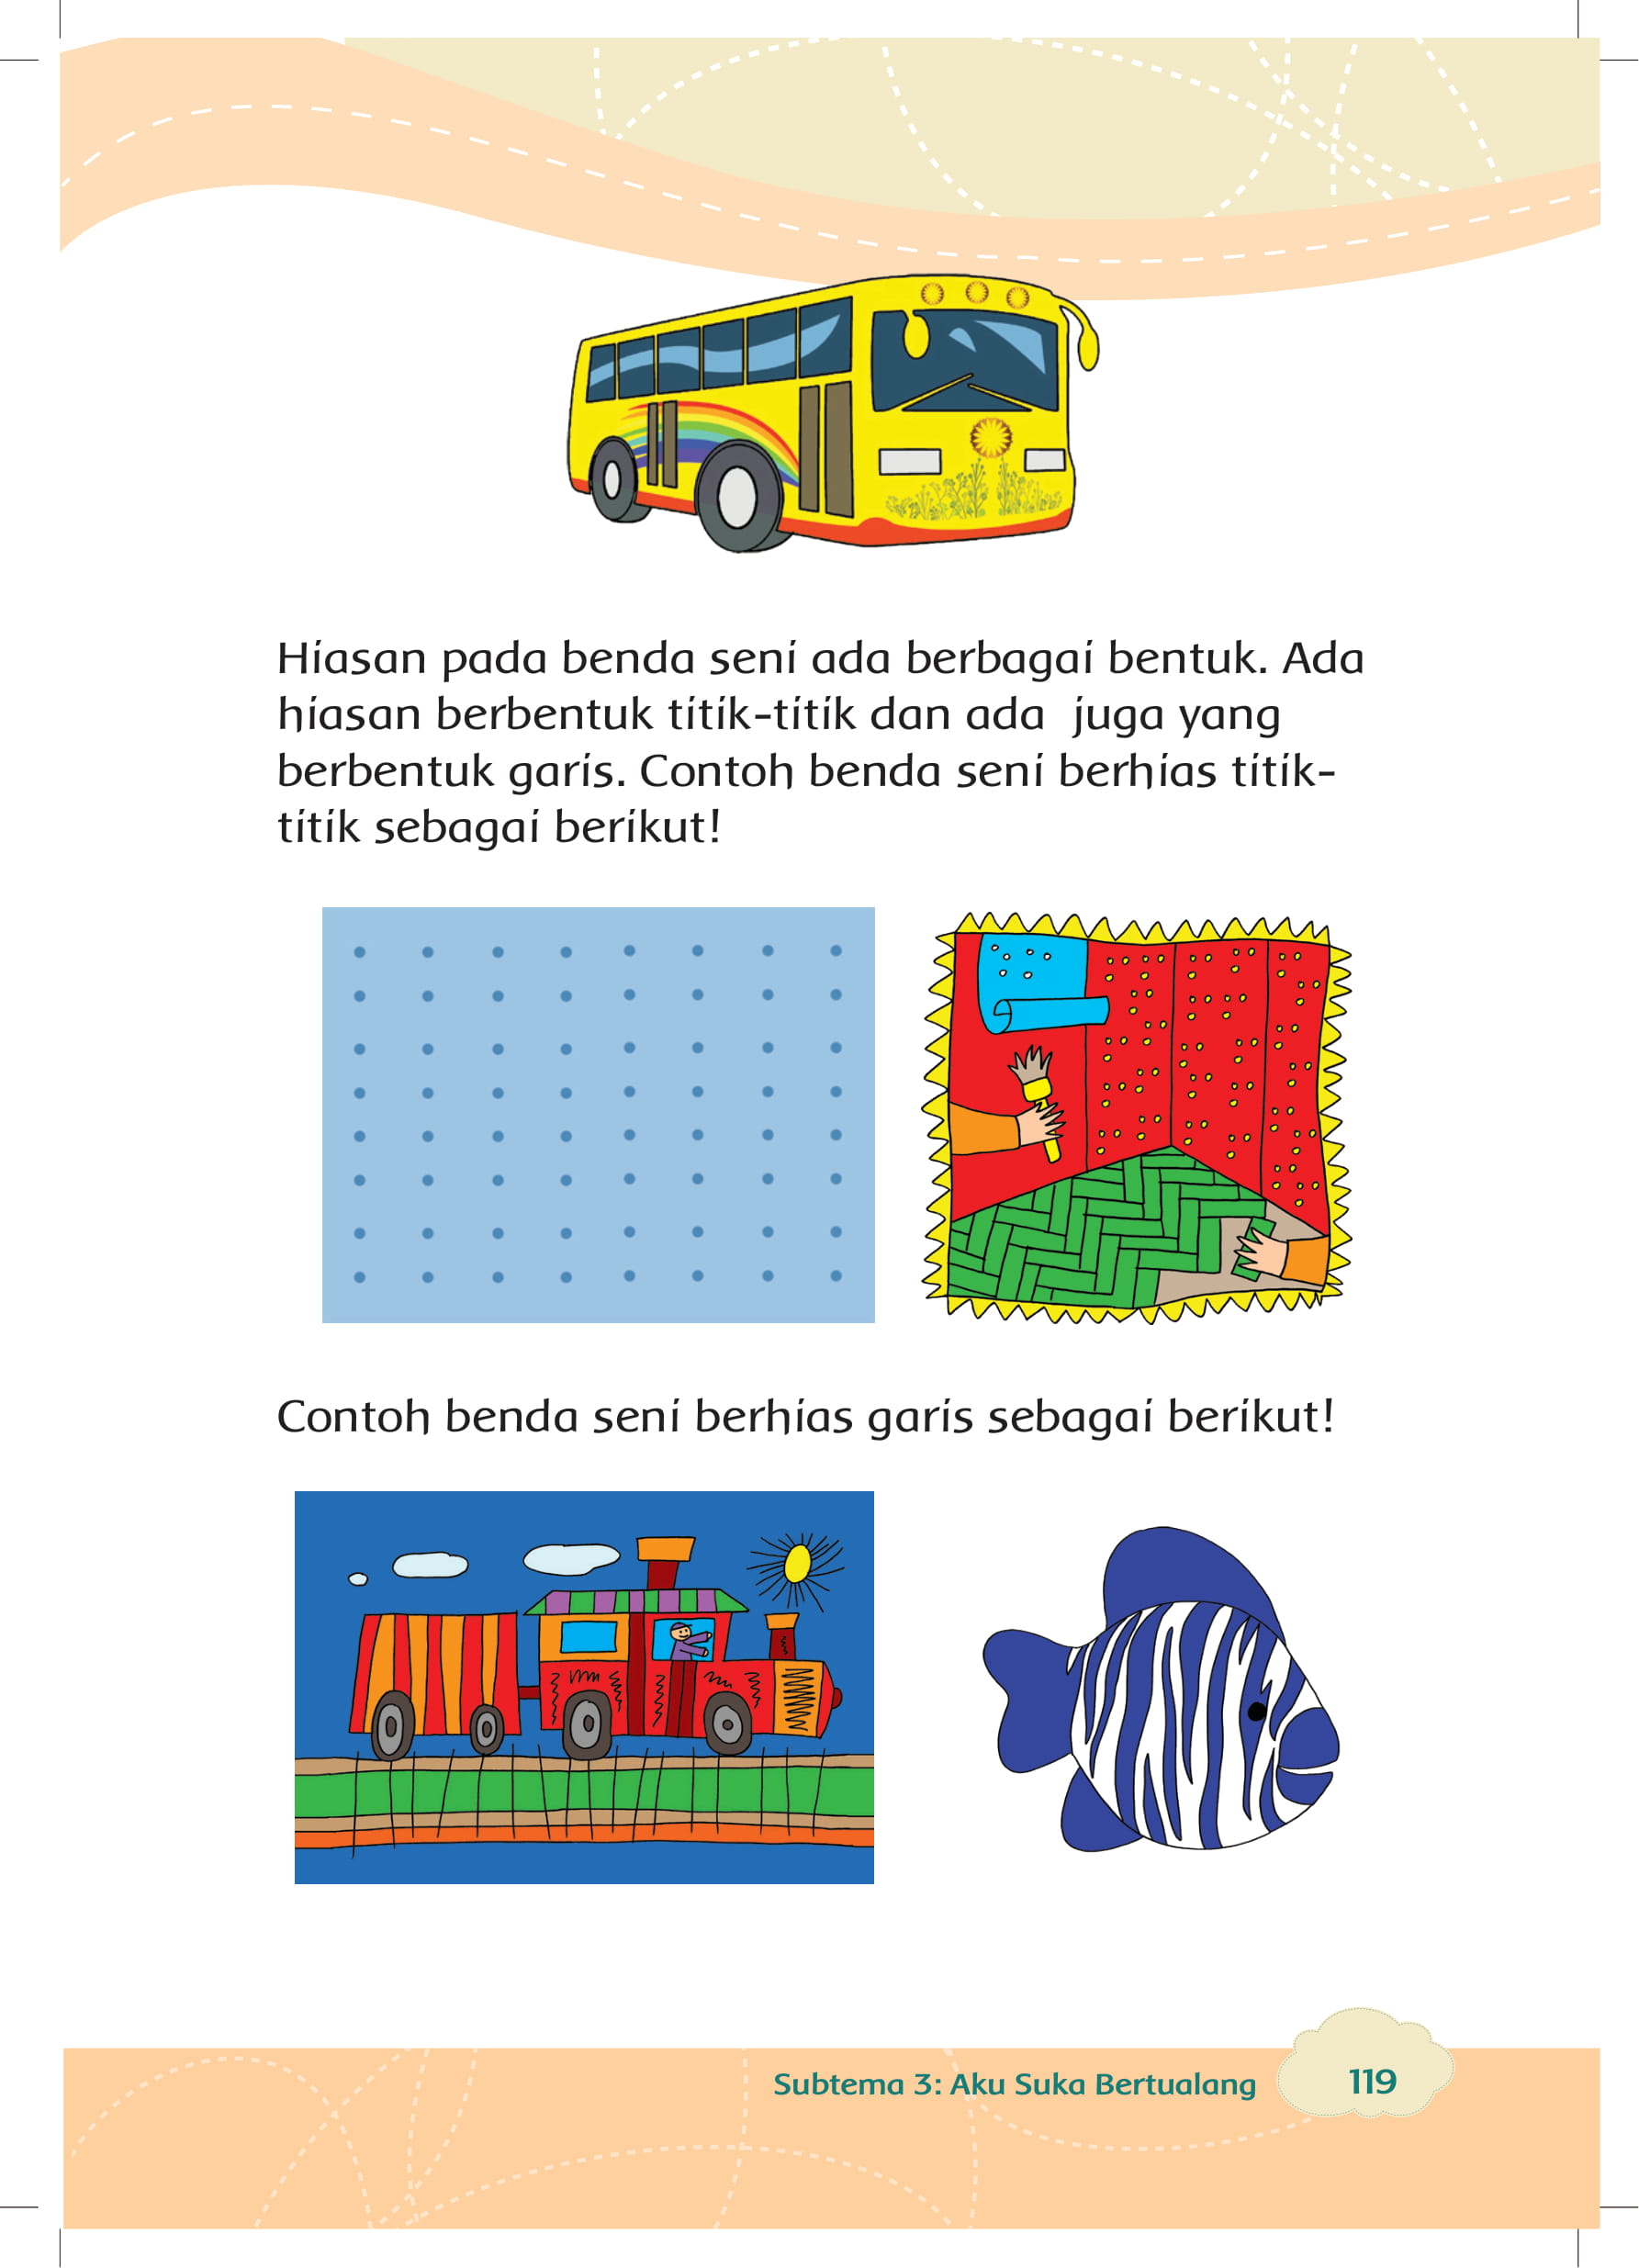 Hiasan pada benda seni ada berbagai bentuk. Ada
hiasan berbentuk titik-titik dan ada juga yang
berbentuk garis. Contoh benda seni berhias titik-
titik sebagai berikut!
Contoh benda seni berhias garis sebagai berikut!
Subtema 3: Aku Suka Bertualang
119